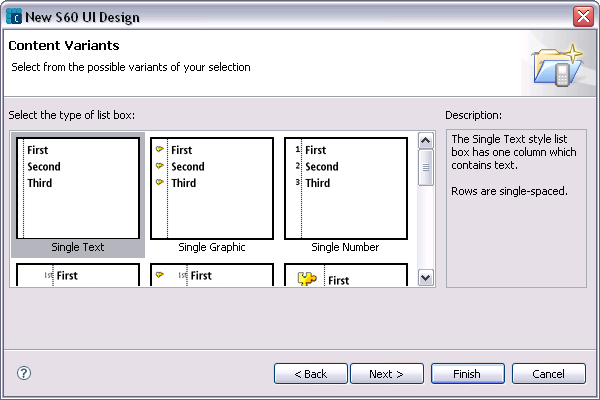 New S60 UI Design
Content Variants
Select from the possible variants of your selection
Select the type of list box:
Description:
First
Second
Third
Single Text
First
Second
Third
Single Graphic
1 First
2 Second
3 Third
Single Number
1st First
1st First
First
The Single Text style list
box has one column which
contains text.
Rows are single-spaced.
?
< Back
Next >
Finish
Cancel